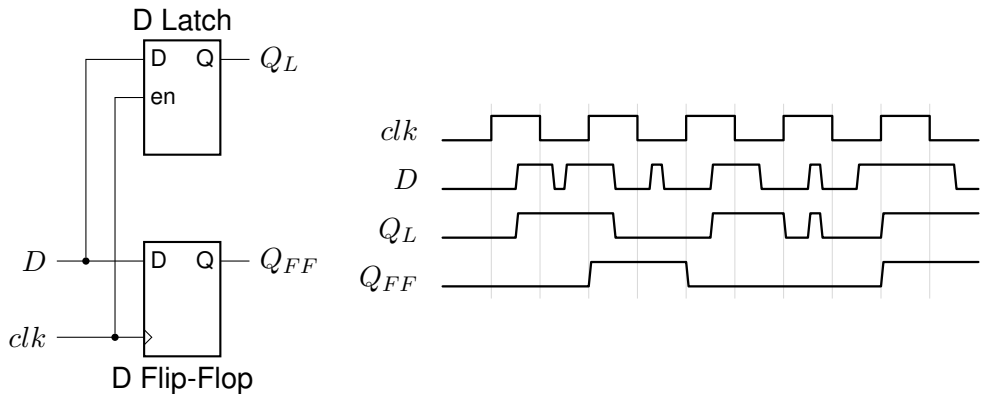 D Latch
D Q Q_L
en
D D Q Q_FF
clk
D Flip-Flop
clk
D
Q_L
Q_FF